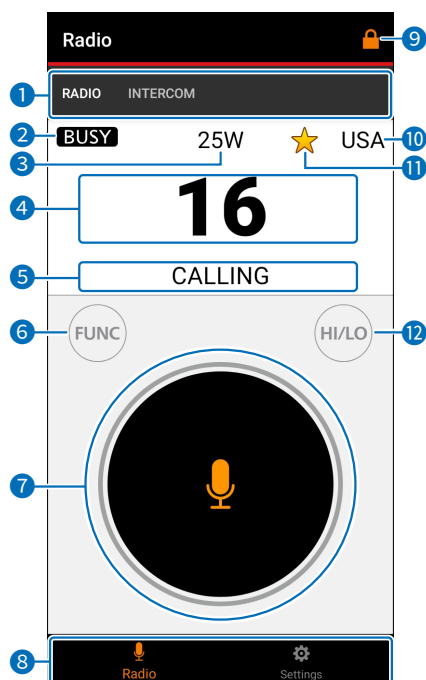 Radio
9
1
RADIO INTERCOM
2
BUSY
25W
USA
10
3
11
4
16
5
CALLING
6
FUNC
HI/LO
12
7
8
Radio
Settings